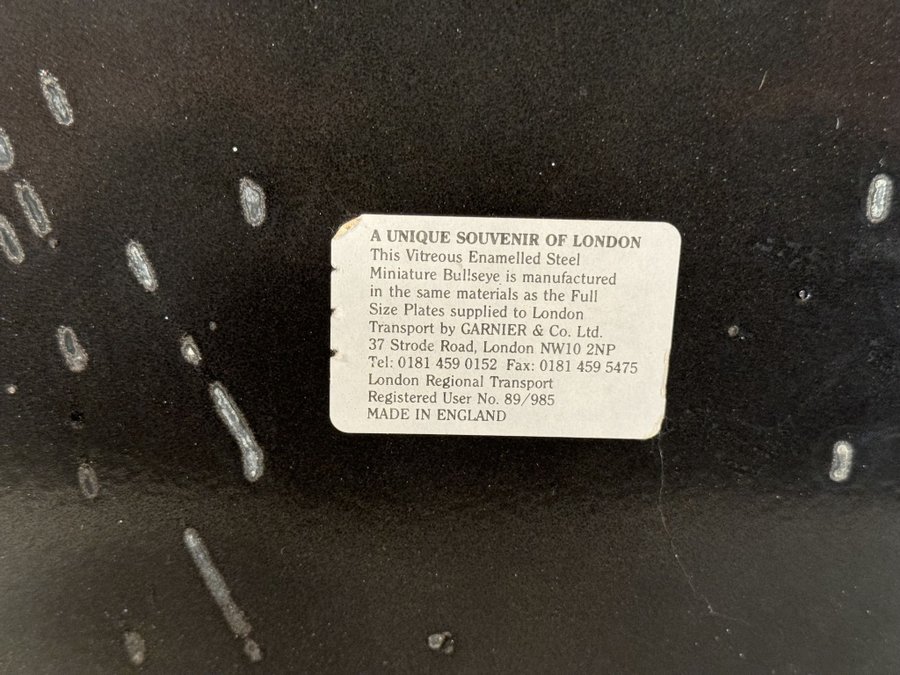 A UNIQUE SOUVENIR OF LONDON
This Vitreous Enamelled Steel
Miniature Bullseye is manufactured
in the same materials as the Full
Size Plates supplied to London
Transport by GARNIER & Co. Ltd.
37 Strode Road, London NW10 2NP
Tel: 0181 459 0152 Fax: 0181 459 5475
London Regional Transport
Registered User No. 89/985
MADE IN ENGLAND